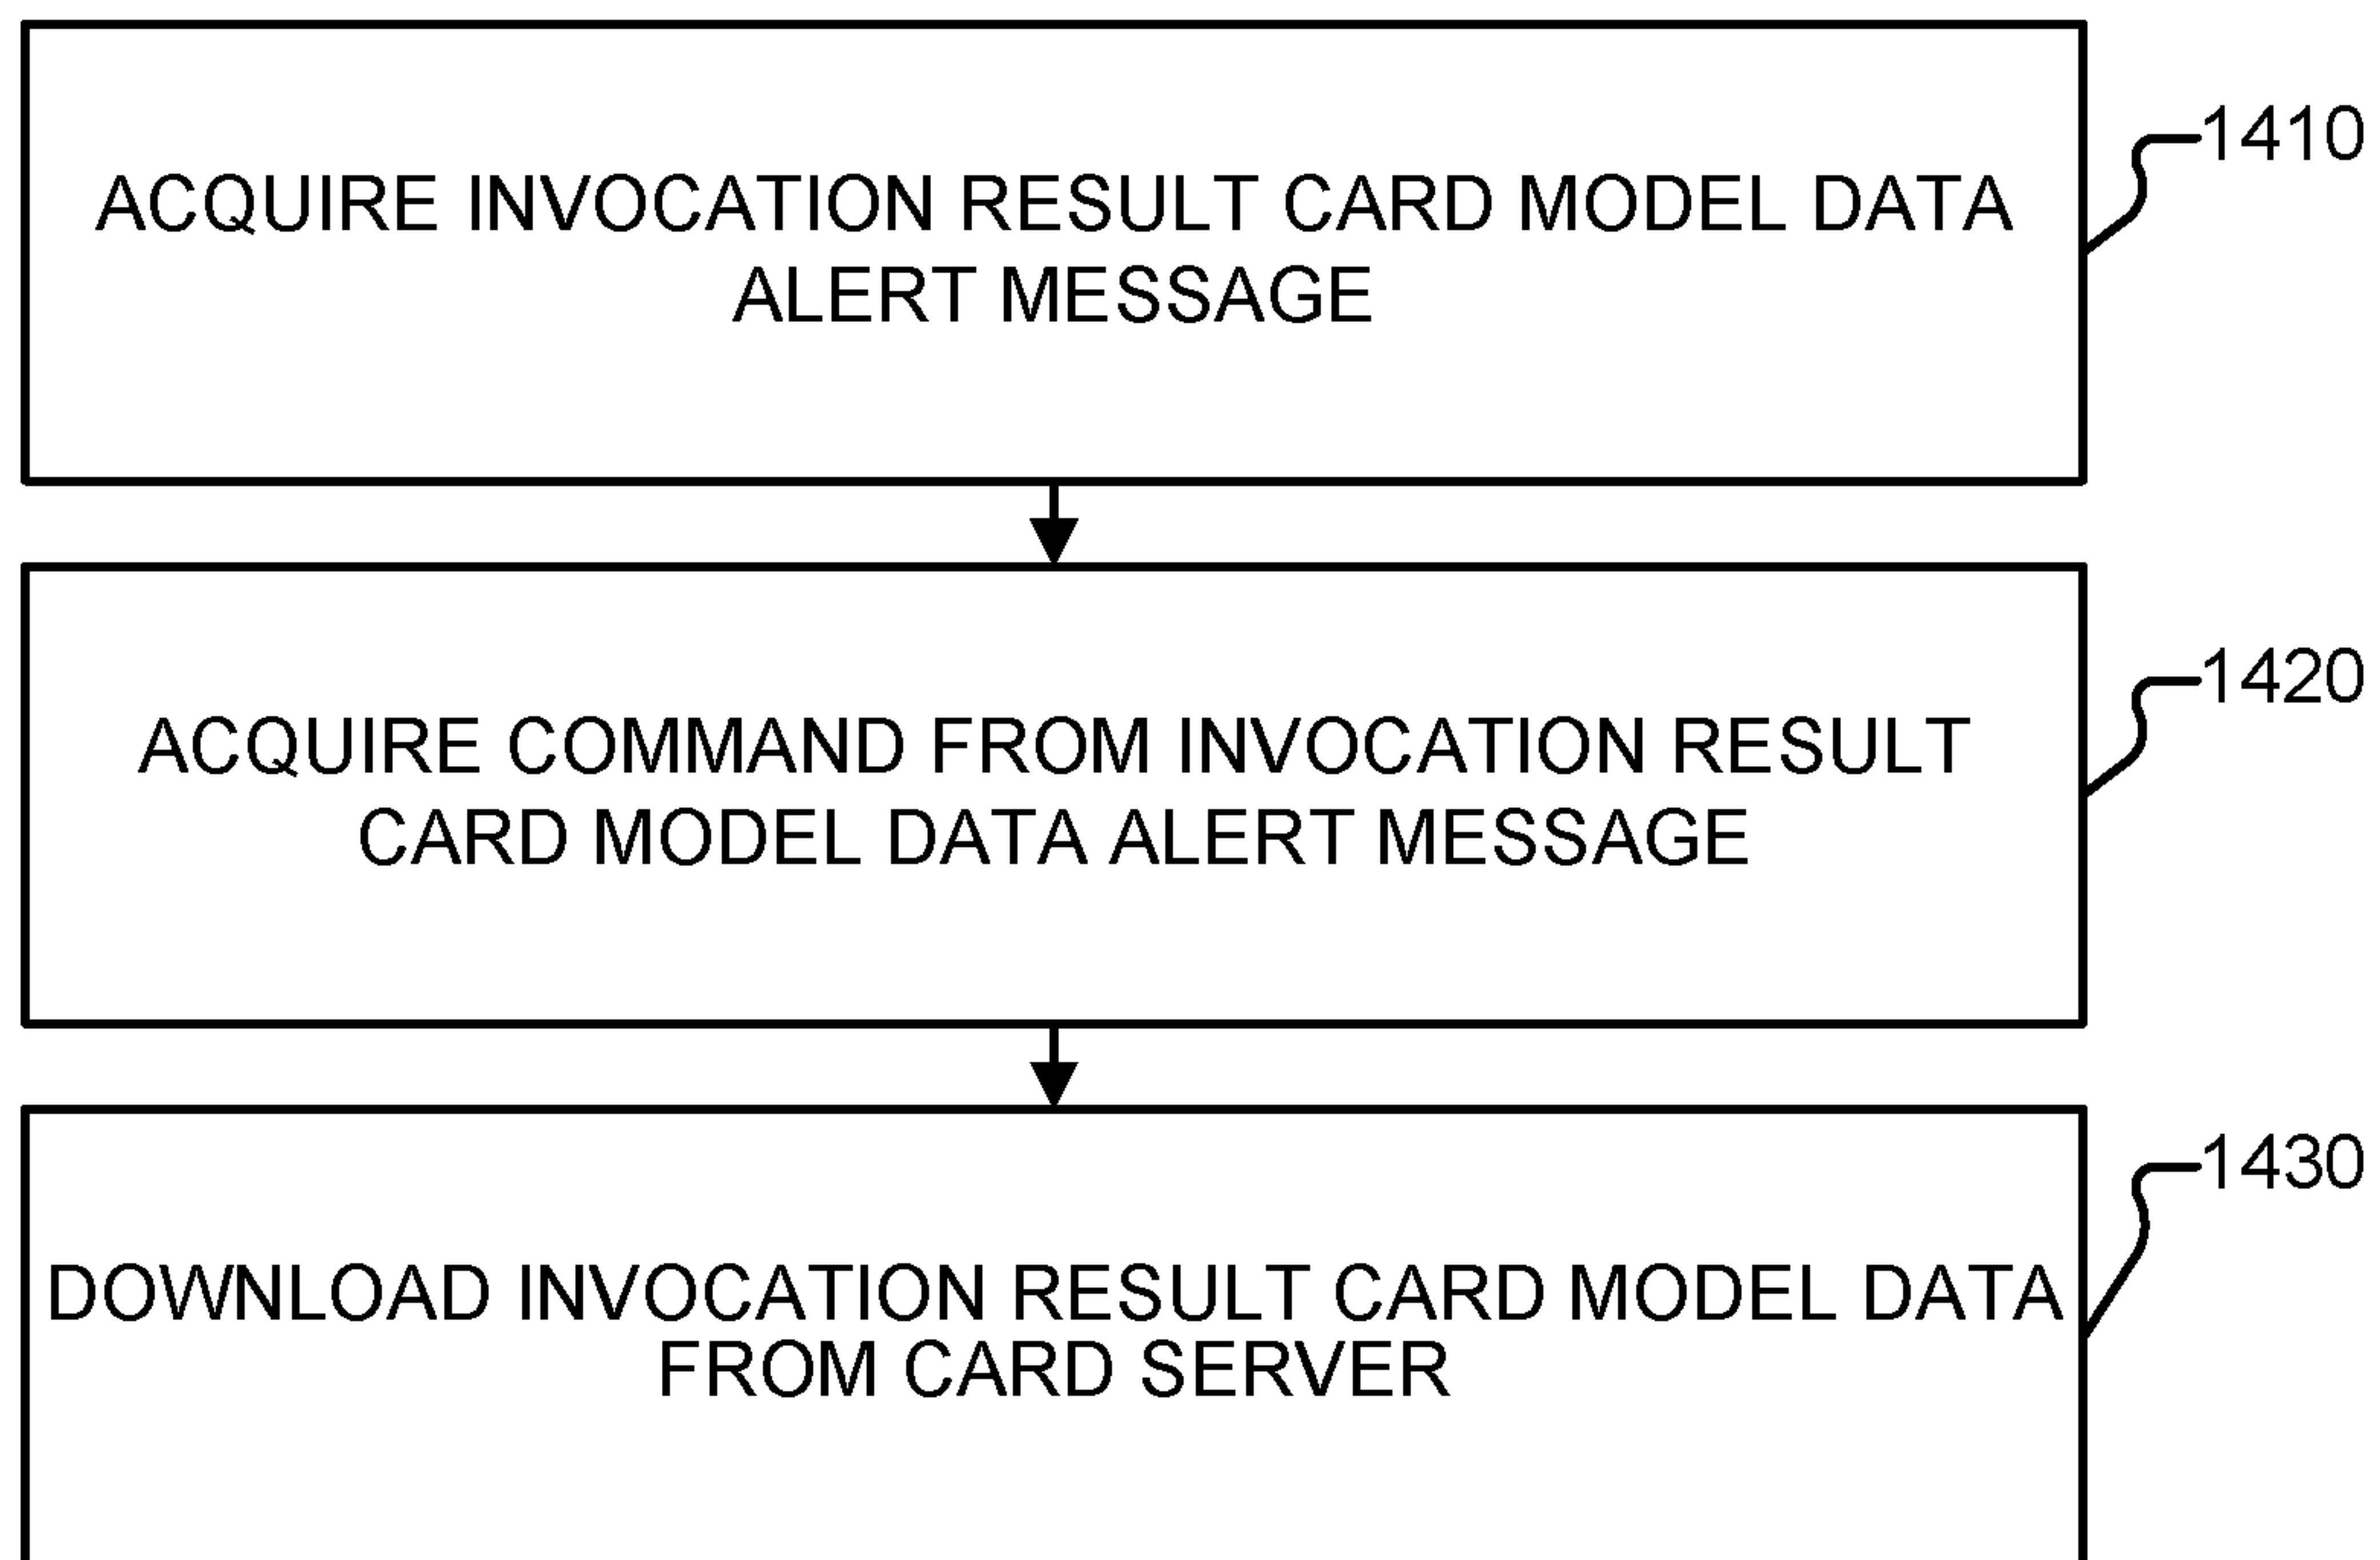 1410
ACQUIRE INVOCATION RESULT CARD MODEL DATA
ALERT MESSAGE
1420
ACQUIRE COMMAND FROM INVOCATION RESULT
CARD MODEL DATA ALERT MESSAGE
1430
DOWNLOAD INVOCATION RESULT CARD MODEL DATA
FROM CARD SERVER